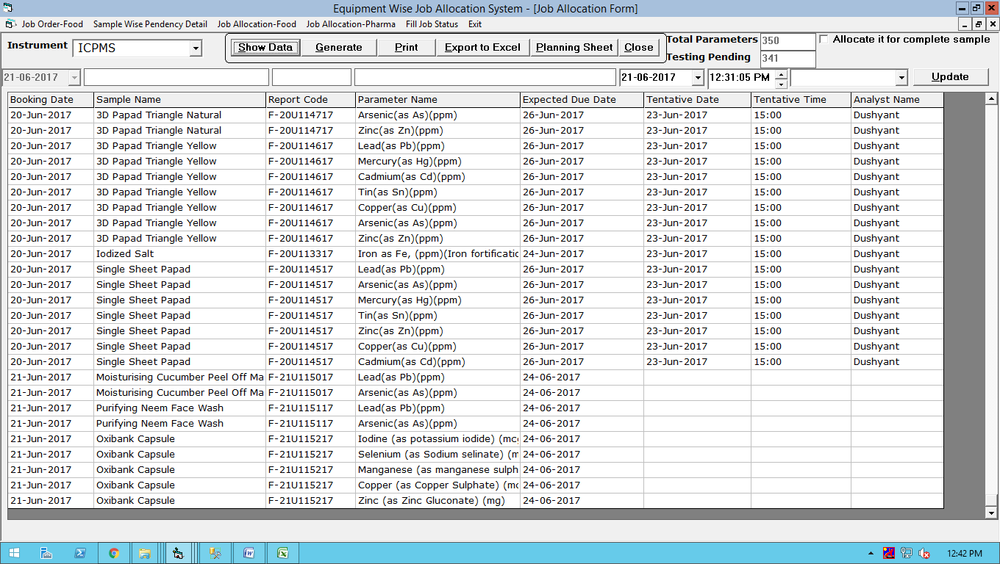 Equipment Wise Job Allocation System - [Job Allocation Form]
Job Order-Food Sample Wise Pendency Detail Job Allocation-Food Job Allocation-Pharma Fill Job Status Exit
Instrument ICPMS Show Data Generate Print Export to Excel Planning Sheet Close Total Parameters 350 Allocate it for complete sample
Testing Pending 341
21-06-2017 21-06-2017 12:31:05 PM Update
Booking Date Sample Name Report Code Parameter Name Expected Due Date Tentative Date Tentative Time Analyst Name
20-Jun-2017 3D Papad Triangle Natural F-20U114717 Arsenic(as As)(ppm) 26-Jun-2017 23-Jun-2017 15:00 Dushyant
20-Jun-2017 3D Papad Triangle Natural F-20U114717 Zinc(as Zn)(ppm) 26-Jun-2017 23-Jun-2017 15:00 Dushyant
20-Jun-2017 3D Papad Triangle Yellow F-20U114617 Lead(as Pb)(ppm) 26-Jun-2017 23-Jun-2017 15:00 Dushyant
20-Jun-2017 3D Papad Triangle Yellow F-20U114617 Mercury(as Hg)(ppm) 26-Jun-2017 23-Jun-2017 15:00 Dushyant
20-Jun-2017 3D Papad Triangle Yellow F-20U114617 Cadmium(as Cd)(ppm) 26-Jun-2017 23-Jun-2017 15:00 Dushyant
20-Jun-2017 3D Papad Triangle Yellow F-20U114617 Tin(as Sn)(ppm) 26-Jun-2017 23-Jun-2017 15:00 Dushyant
20-Jun-2017 3D Papad Triangle Yellow F-20U114617 Copper(as Cu)(ppm) 26-Jun-2017 23-Jun-2017 15:00 Dushyant
20-Jun-2017 3D Papad Triangle Yellow F-20U114617 Arsenic(as As)(ppm) 26-Jun-2017 23-Jun-2017 15:00 Dushyant
20-Jun-2017 3D Papad Triangle Yellow F-20U114617 Zinc(as Zn)(ppm) 26-Jun-2017 23-Jun-2017 15:00 Dushyant
20-Jun-2017 Iodized Salt F-20U113317 Iron as Fe, (ppm)(Iron fortificatio 24-Jun-2017 23-Jun-2017 15:00 Dushyant
20-Jun-2017 Single Sheet Papad F-20U114517 Lead(as Pb)(ppm) 26-Jun-2017 23-Jun-2017 15:00 Dushyant
20-Jun-2017 Single Sheet Papad F-20U114517 Arsenic(as As)(ppm) 26-Jun-2017 23-Jun-2017 15:00 Dushyant
20-Jun-2017 Single Sheet Papad F-20U114517 Mercury(as Hg)(ppm) 26-Jun-2017 23-Jun-2017 15:00 Dushyant
20-Jun-2017 Single Sheet Papad F-20U114517 Tin(as Sn)(ppm) 26-Jun-2017 23-Jun-2017 15:00 Dushyant
20-Jun-2017 Single Sheet Papad F-20U114517 Zinc(as Zn)(ppm) 26-Jun-2017 23-Jun-2017 15:00 Dushyant
20-Jun-2017 Single Sheet Papad F-20U114517 Copper(as Cu)(ppm) 26-Jun-2017 23-Jun-2017 15:00 Dushyant
20-Jun-2017 Single Sheet Papad F-20U114517 Cadmium(as Cd)(ppm) 26-Jun-2017 23-Jun-2017 15:00 Dushyant
21-Jun-2017 Moisturising Cucumber Peel Off Ma F-21U115017 Lead(as Pb)(ppm) 24-06-2017
21-Jun-2017 Moisturising Cucumber Peel Off Ma F-21U115017 Arsenic(as As)(ppm) 24-06-2017
21-Jun-2017 Purifying Neem Face Wash F-21U115117 Lead(as Pb)(ppm) 24-06-2017
21-Jun-2017 Purifying Neem Face Wash F-21U115117 Arsenic(as As)(ppm) 24-06-2017
21-Jun-2017 Oxibank Capsule F-21U115217 Iodine (as potassium iodide) (mcg 24-06-2017
21-Jun-2017 Oxibank Capsule F-21U115217 Selenium (as Sodium selinate) (m 24-06-2017
21-Jun-2017 Oxibank Capsule F-21U115217 Manganese (as manganese sulph 24-06-2017
21-Jun-2017 Oxibank Capsule F-21U115217 Copper (as Copper Sulphate) (mc 24-06-2017
21-Jun-2017 Oxibank Capsule F-21U115217 Zinc (as Zinc Gluconate) (mg) 24-06-2017
12:42 PM